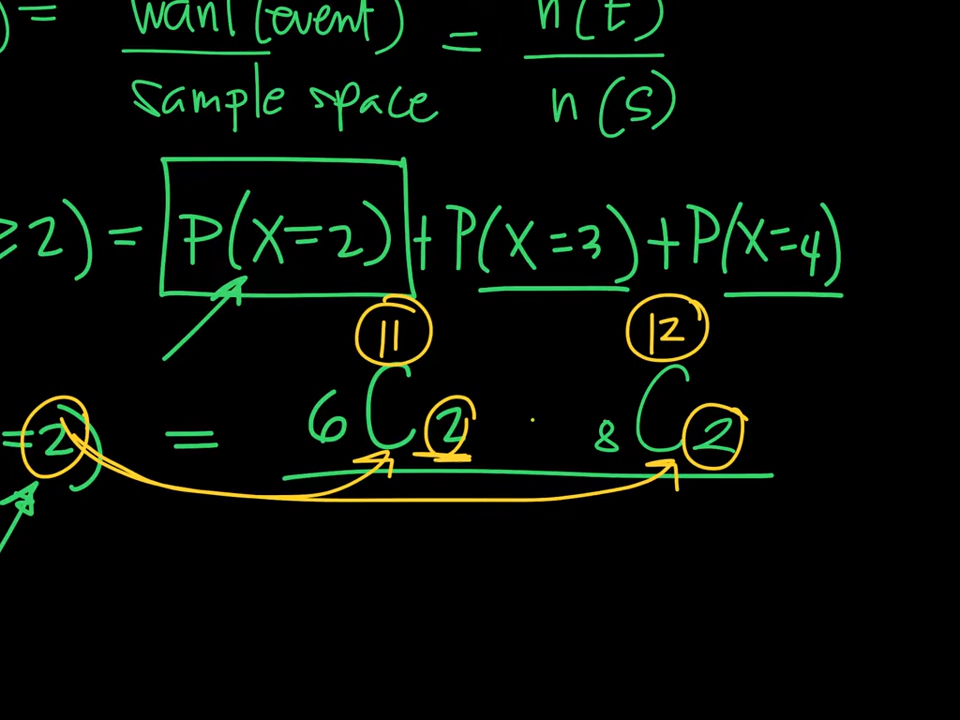 ) = want (event) / sample space = n(E) / n(S)
≥ 2) = P(X=2) + P(X=3) + P(X=4)
11 12
=2) = 6C2 · 8C2